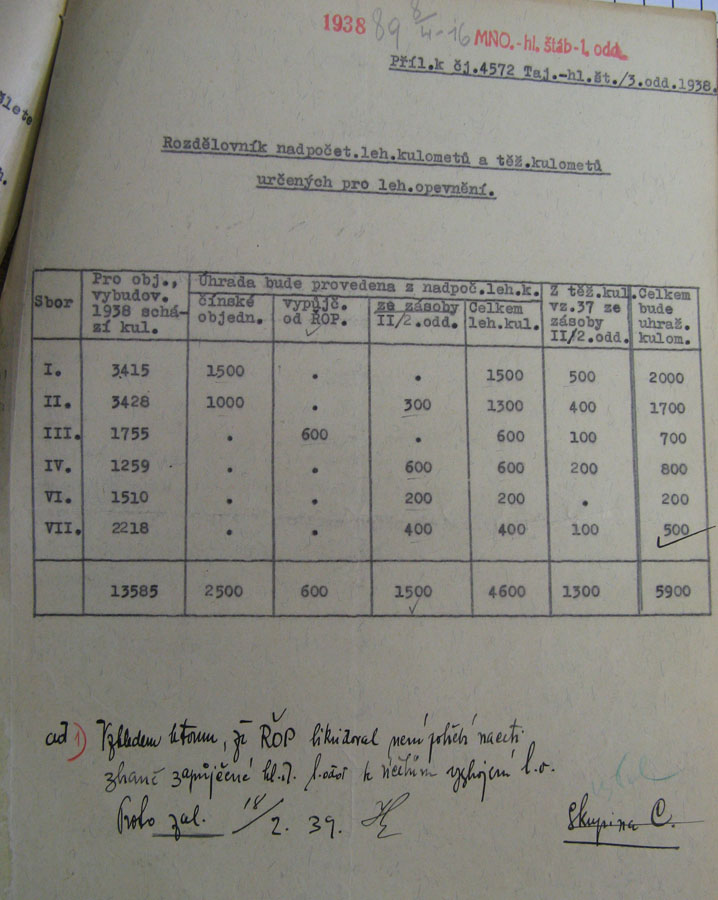 1938 89 8/4-16 MNO.-hl. štáb-1. odd.
Příl.k čj.4572 Taj.-hl.št./3.odd.1938.
Rozdělovník nadpočet.leh.kulometů a těž.kulometů
určených pro leh.opevnění.
Sbor
Pro obj.,
vybudov.
1938 schá-
zí kul.
Úhrada bude provedena z nadpoč.leh.k.
čínské
objedn.
vypůjč.
od ŘOP.
ze zásoby
II/2.odd.
Celkem
leh.kul.
Z těž.kul.
vz.37 ze
zásoby
II/2.odd.
Celkem
bude
uhraž.
kulom.
I. 3415 1500 . . 1500 500 2000
II. 3428 1000 . 300 1300 400 1700
III. 1755 . 600 . 600 100 700
IV. 1259 . . 600 600 200 800
VI. 1510 . . 200 200 . 200
VII. 2218 . . 400 400 100 500
13585 2500 600 1500 4600 1300 5900
ad 1) Vzhledem k tomu, že ŘOP likvidoval není potřebí
zapůjčené k l.o.
Proto zal. 18/2. 39.
Skupina C.